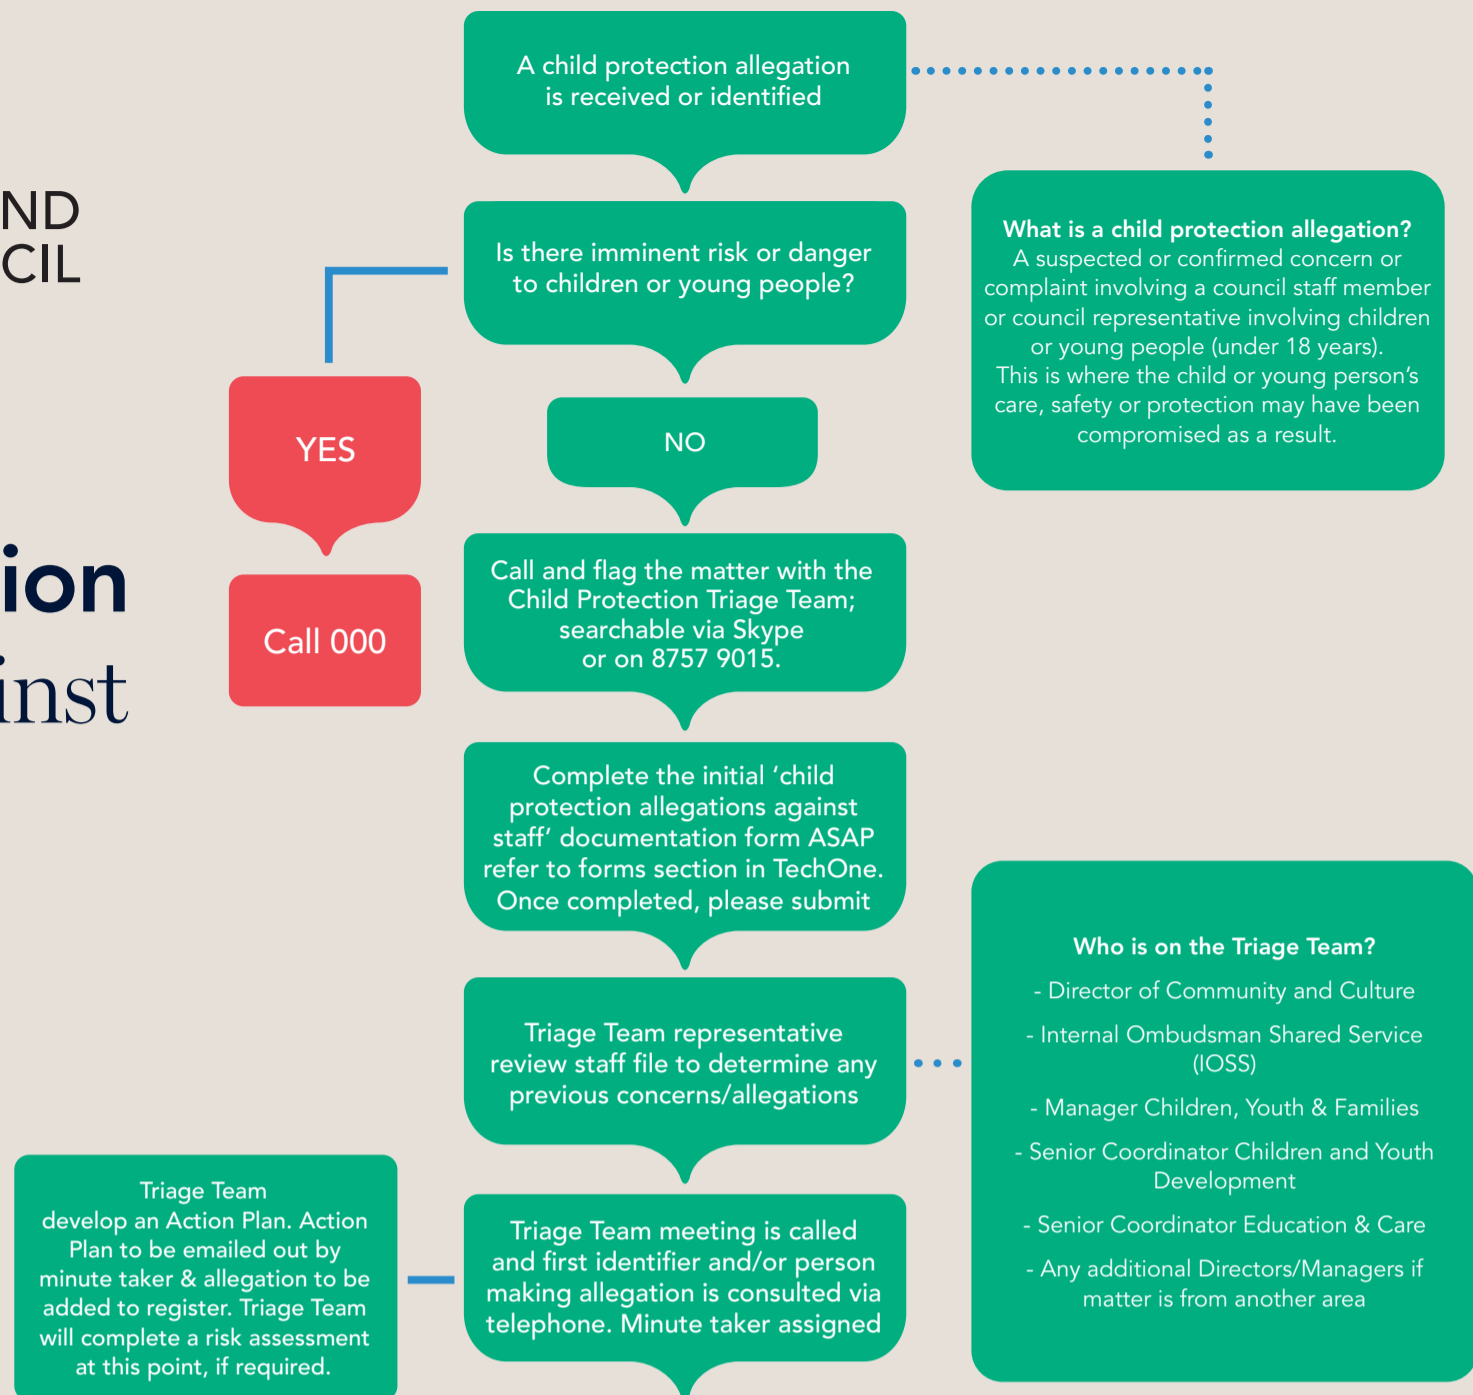 A child protection allegation
is received or identified
ND
CIL
Is there imminent risk or danger
to children or young people?
What is a child protection allegation?
A suspected or confirmed concern or
complaint involving a council staff member
or council representative involving children
or young people (under 18 years).
This is where the child or young person's
care, safety or protection may have been
compromised as a result.
YES
NO
ion
inst
Call 000
Call and flag the matter with the
Child Protection Triage Team;
searchable via Skype
or on 8757 9015.
Complete the initial ‘child
protection allegations against
staff’ documentation form ASAP
refer to forms section in TechOne.
Once completed, please submit
Triage Team representative
review staff file to determine any
previous concerns/allegations
Who is on the Triage Team?
- Director of Community and Culture
- Internal Ombudsman Shared Service
(IOSS)
- Manager Children, Youth & Families
- Senior Coordinator Children and Youth
Development
- Senior Coordinator Education & Care
- Any additional Directors/Managers if
matter is from another area
Triage Team
develop an Action Plan. Action
Plan to be emailed out by
minute taker & allegation to be
added to register. Triage Team
will complete a risk assessment
at this point, if required.
Triage Team meeting is called
and first identifier and/or person
making allegation is consulted via
telephone. Minute taker assigned